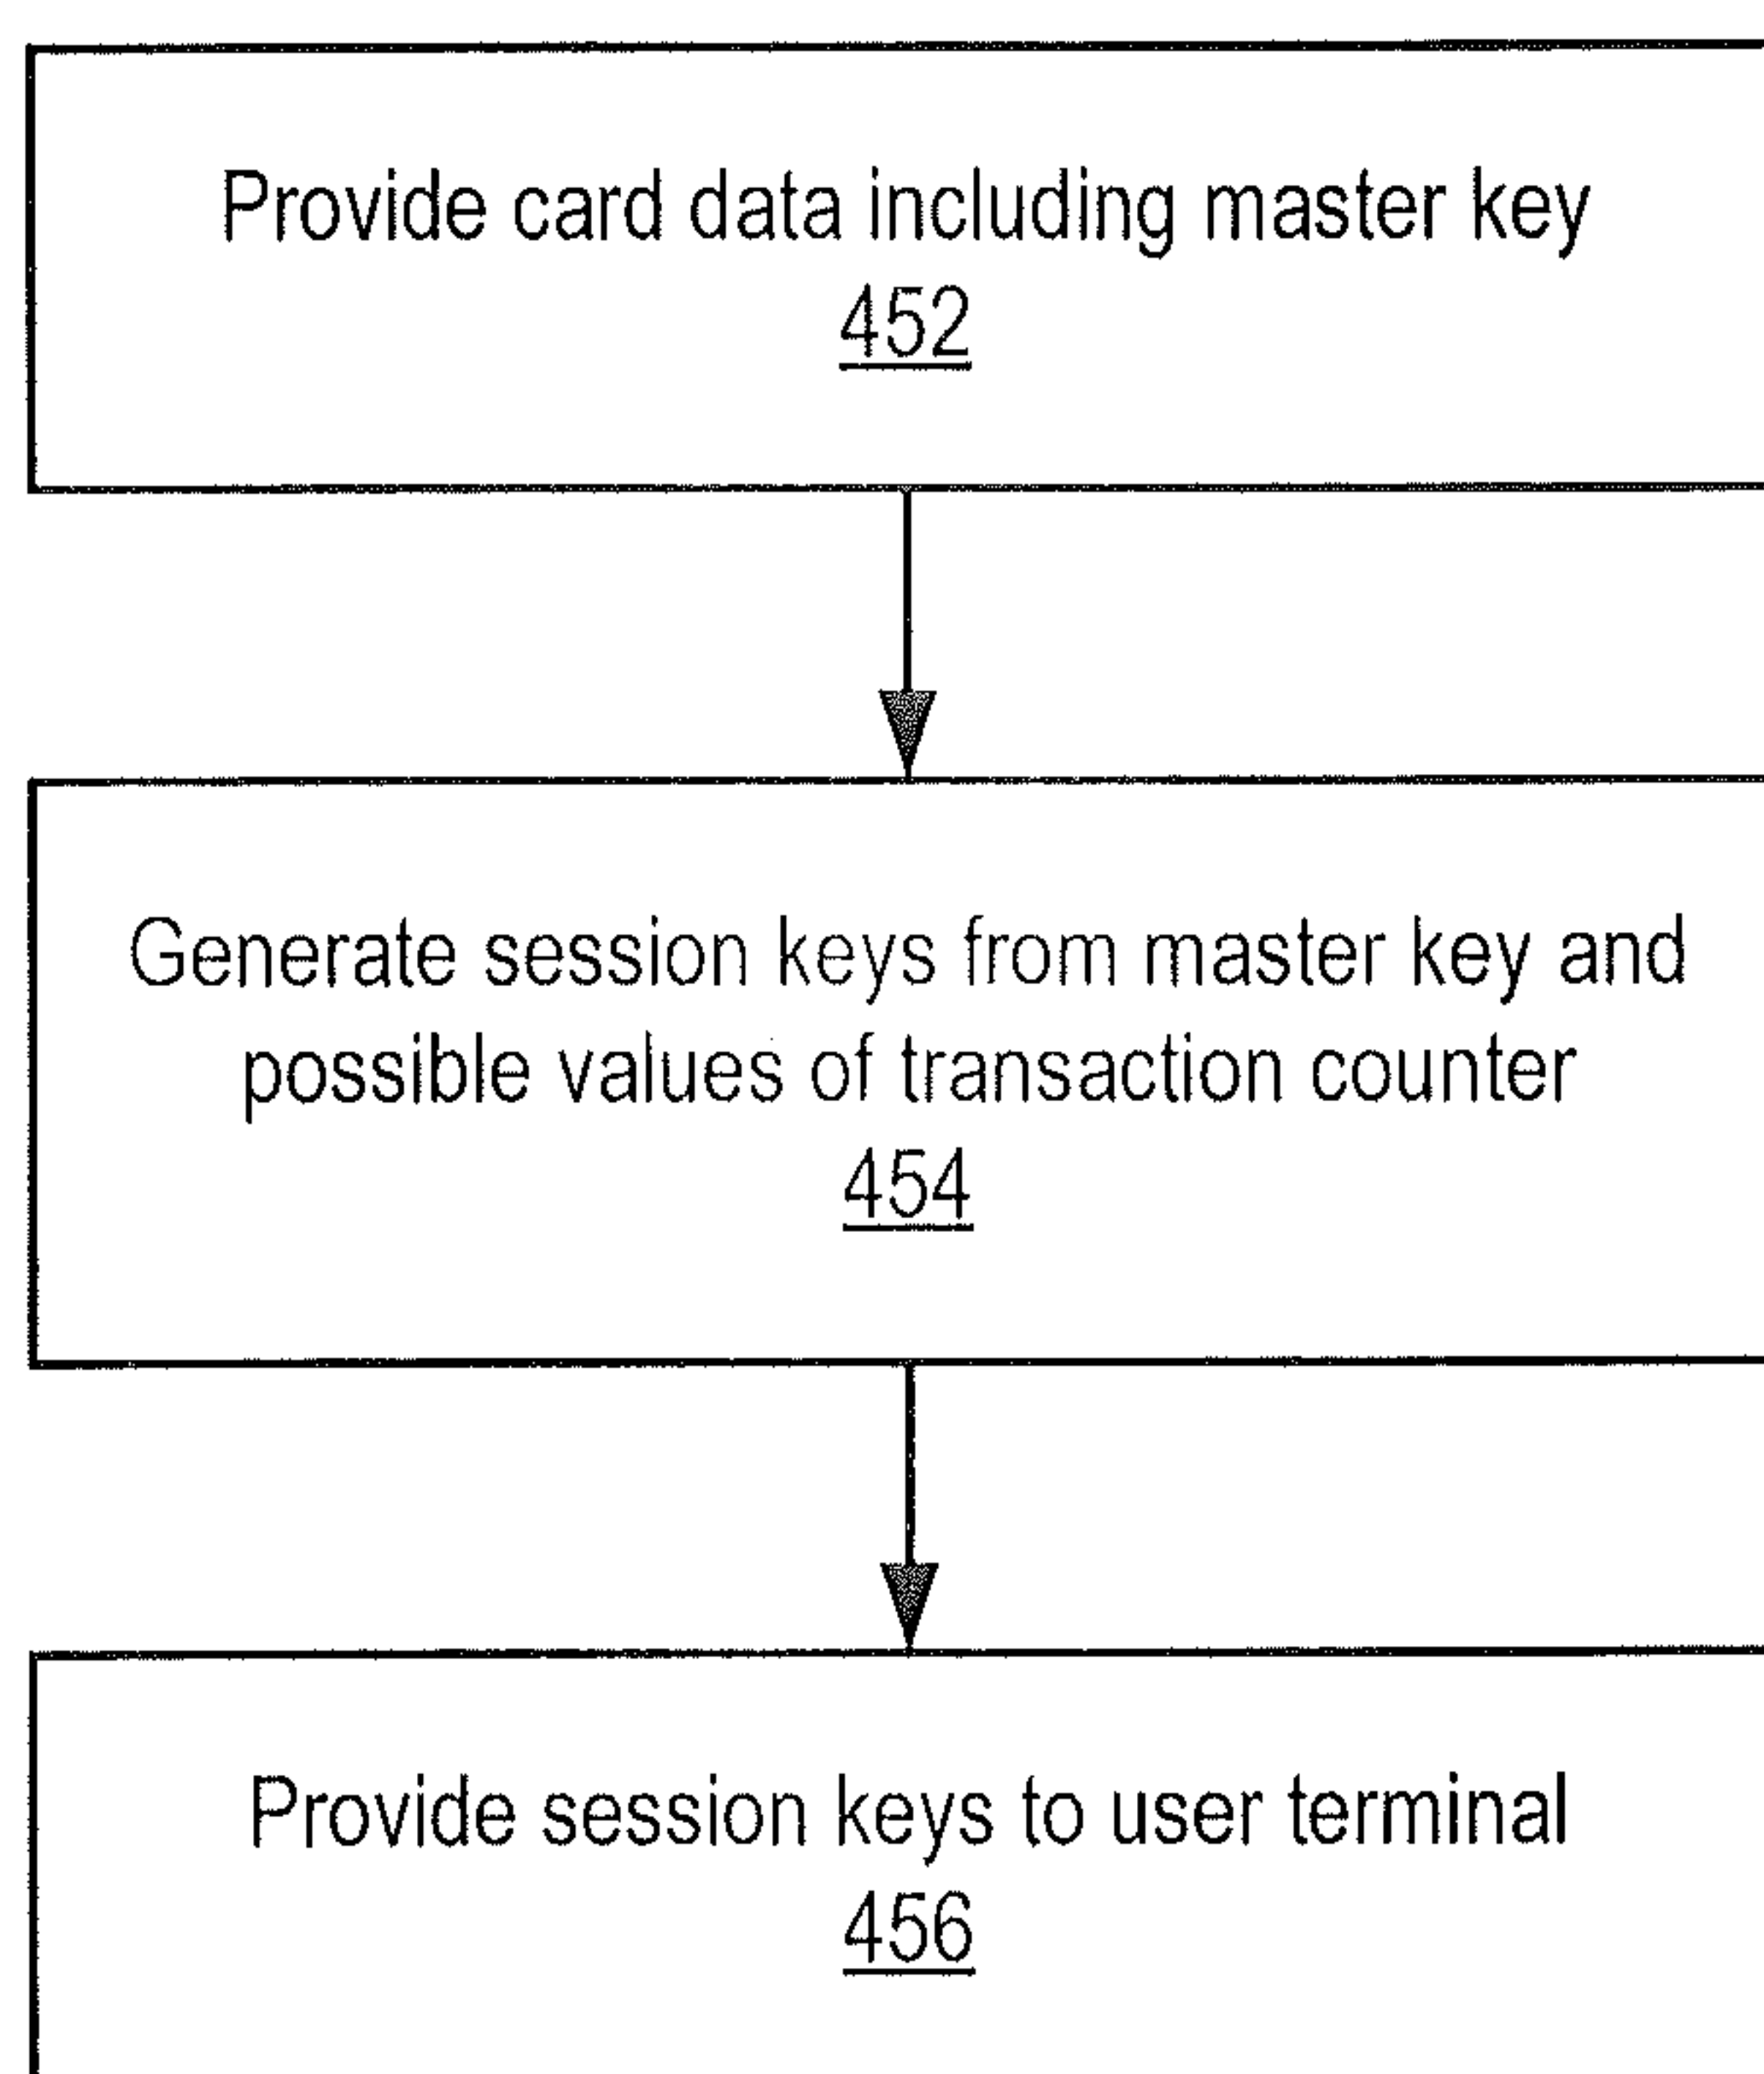 Provide card data including master key
452
Generate session keys from master key and
possible values of transaction counter
454
Provide session keys to user terminal
456